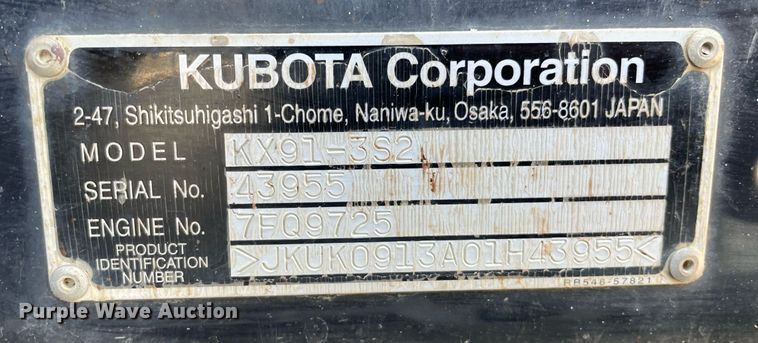 KUBOTA Corporation
2-47, Shikitsuhigashi 1-Chome, Naniwa-ku, Osaka, 556-8601 JAPAN
MODEL KX91-3S2
SERIAL No. 43955
ENGINE No. 7FQ9725
PRODUCT
IDENTIFICATION
NUMBER
>JKUK0913A01H43955<
RB548-57821
Purple Wave Auction